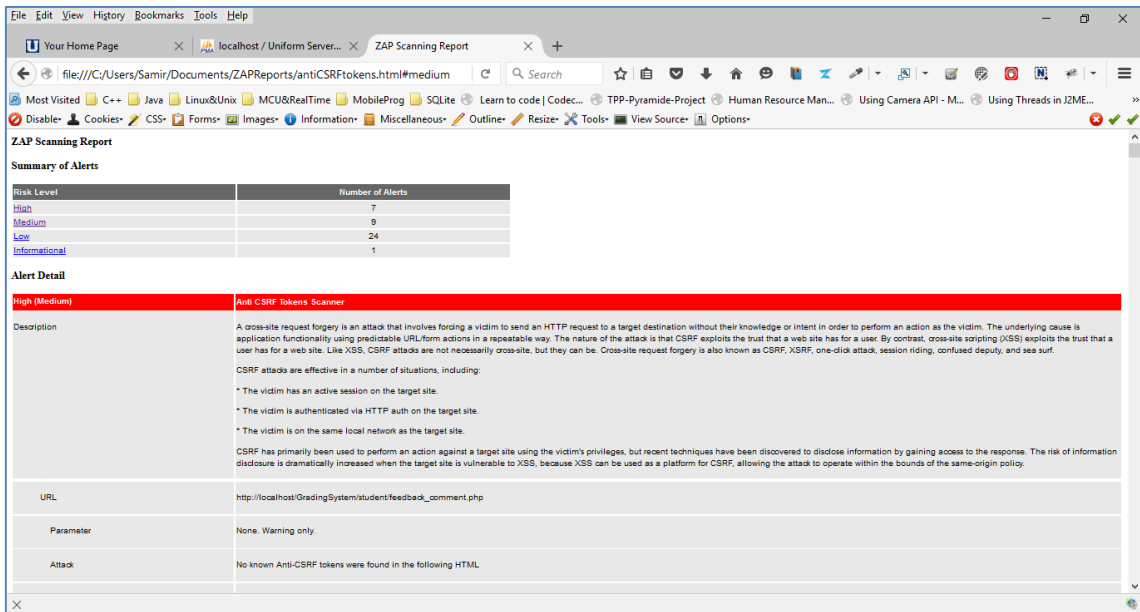 File Edit View History Bookmarks Tools Help
Your Home Page
localhost / Uniform Server...
ZAP Scanning Report
file:///C:/Users/Samir/Documents/ZAPReports/antiCSRFtokens.html#medium
Search
Most Visited C++ Java Linux&Unix MCU&RealTime MobileProg SQLite Learn to code | Codec... TPP-Pyramide-Project Human Resource Man... Using Camera API - M... Using Threads in J2ME...
Disable Cookies CSS Forms Images Information Miscellaneous Outline Resize Tools View Source Options
ZAP Scanning Report
Summary of Alerts
Risk Level Number of Alerts
High 7
Medium 9
Low 24
Informational 1
Alert Detail
High (Medium) Anti CSRF Tokens Scanner
Description
A cross-site request forgery is an attack that involves forcing a victim to send an HTTP request to a target destination without their knowledge or intent in order to perform an action as the victim. The underlying cause is
application functionality using predictable URL/form actions in a repeatable way. The nature of the attack is that CSRF exploits the trust that a web site has for a user. By contrast, cross-site scripting (XSS) exploits the trust that a
user has for a web site. Like XSS, CSRF attacks are not necessarily cross-site, but they can be. Cross-site request forgery is also known as CSRF, XSRF, one-click attack, session riding, confused deputy, and sea surf.
CSRF attacks are effective in a number of situations, including:
* The victim has an active session on the target site.
* The victim is authenticated via HTTP auth on the target site.
* The victim is on the same local network as the target site.
CSRF has primarily been used to perform an action against a target site using the victim's privileges, but recent techniques have been discovered to disclose information by gaining access to the response. The risk of information
disclosure is dramatically increased when the target site is vulnerable to XSS, because XSS can be used as a platform for CSRF, allowing the attack to operate within the bounds of the same-origin policy.
URL http://localhost/GradingSystem/student/feedback_comment.php
Parameter None. Warning only.
Attack No known Anti-CSRF tokens were found in the following HTML